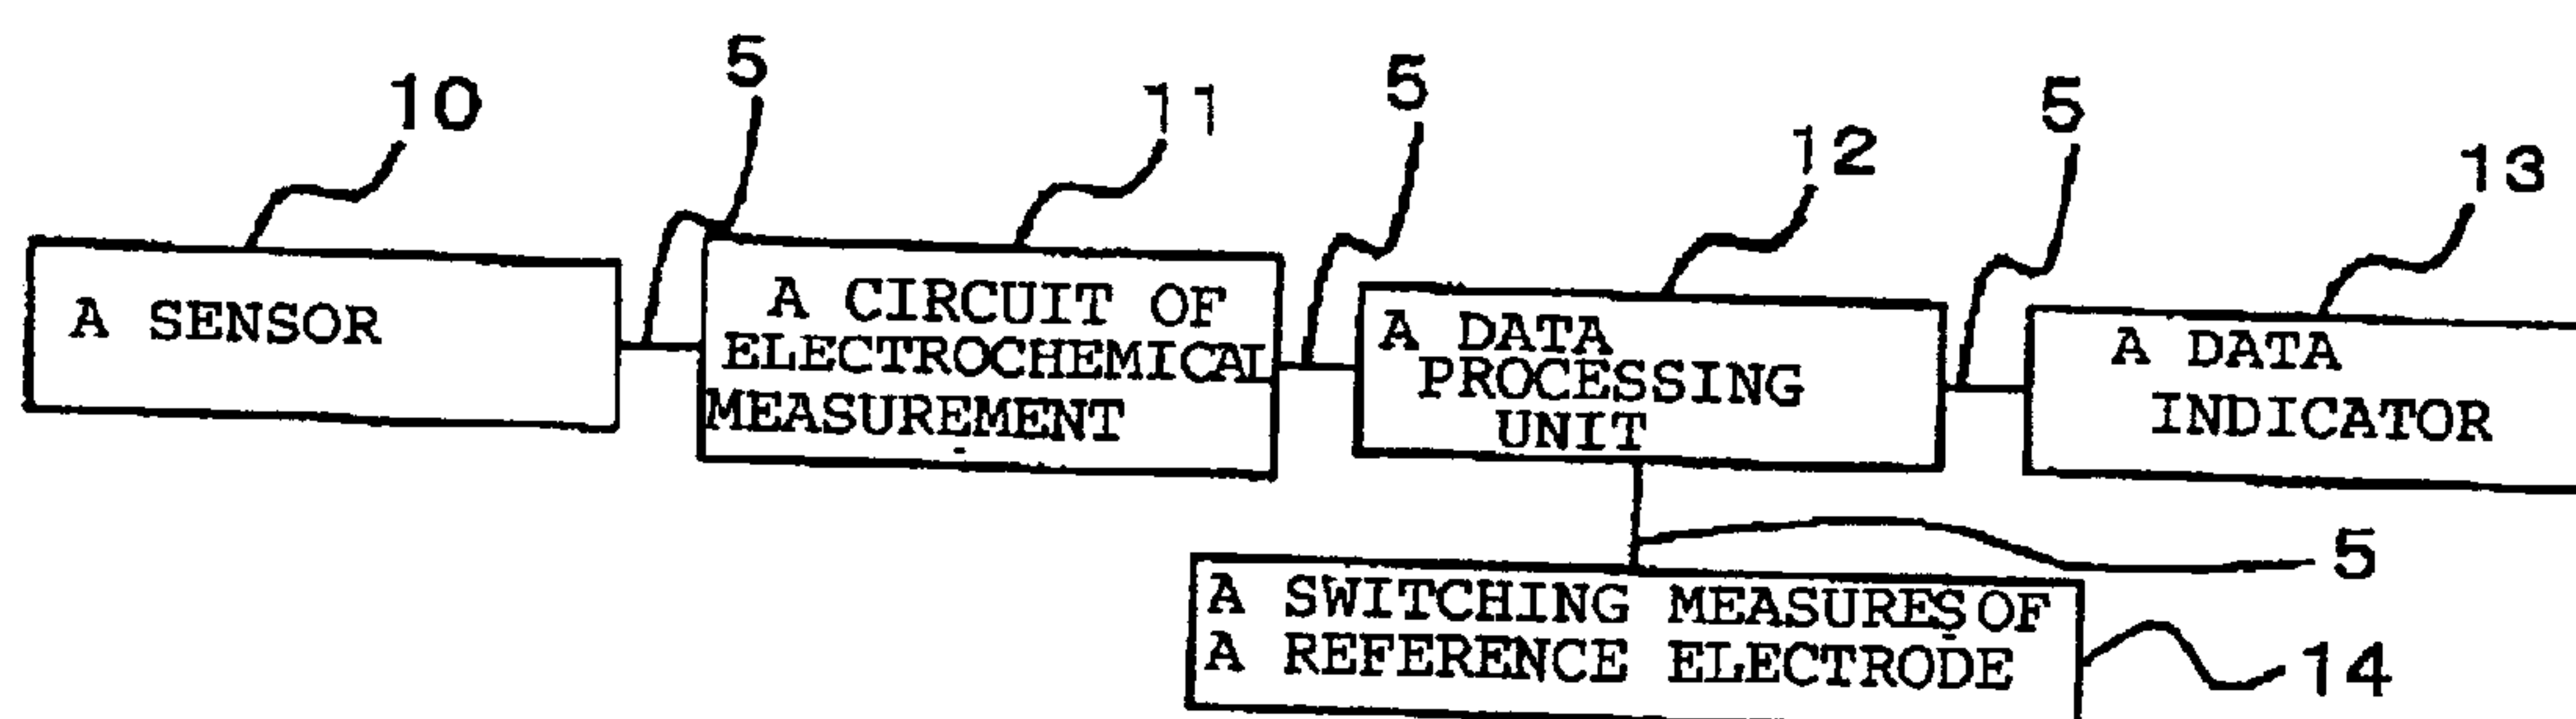 10
5
11
5
12
5
13
A SENSOR
A CIRCUIT OF
ELECTROCHEMICAL
MEASUREMENT
A DATA
PROCESSING
UNIT
A DATA
INDICATOR
5
A SWITCHING MEASURES OF
A REFERENCE ELECTRODE
14